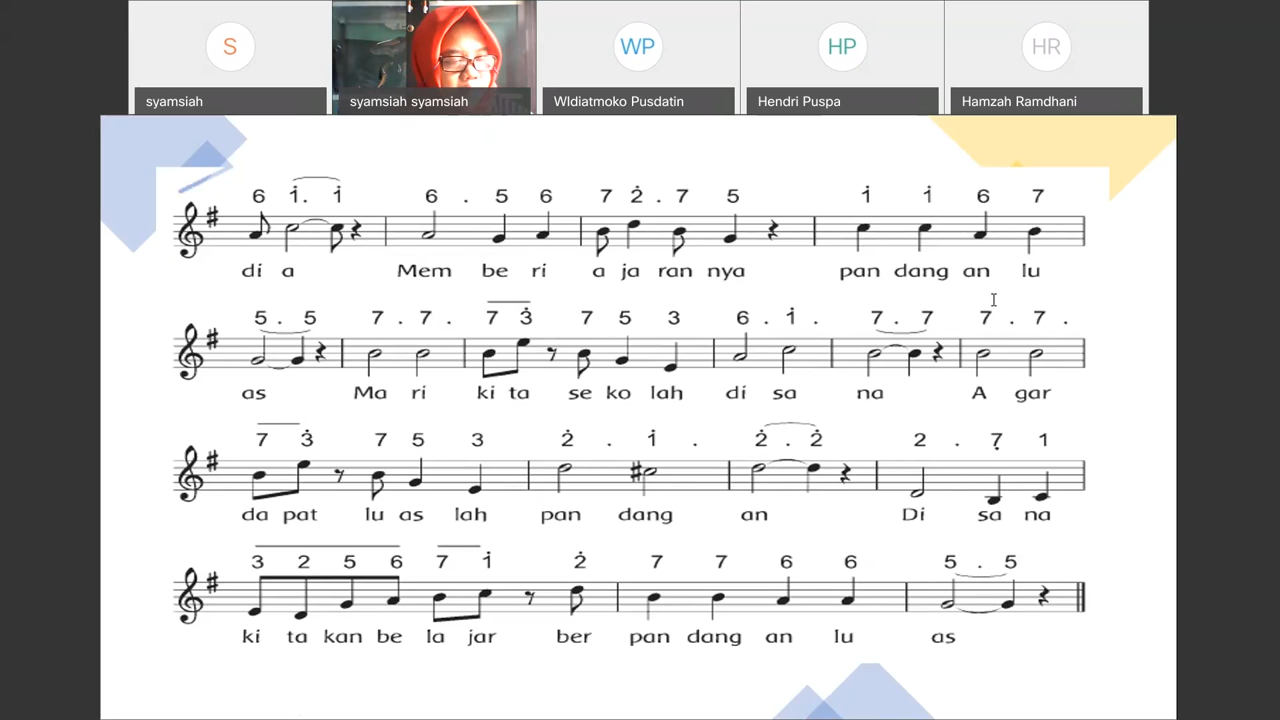 S
WP
HP
HR
syamsiah
syamsiah syamsiah
WIdiatmoko Pusdatin
Hendri Puspa
Hamzah Ramdhani
6 1̇ . 1̇ 6 . 5 6 7 2̇ . 7 5 1̇ 1̇ 6 7
di a Mem be ri a ja ran nya pan dang an lu
5 . 5 7 . 7 . 7 3̇ 7 5 3 6 . 1̇ . 7 . 7 7 . 7 .
as Ma ri ki ta se ko lah di sa na A gar
7 3̇ 7 5 3 2̇ . 1̇ . 2̇ . 2̇ 2 . 7̣ 1
da pat lu as lah pan dang an Di sa na
3 2 5 6 7 1̇ 2̇ 7 7 6 6 5 . 5
ki ta kan be la jar ber pan dang an lu as